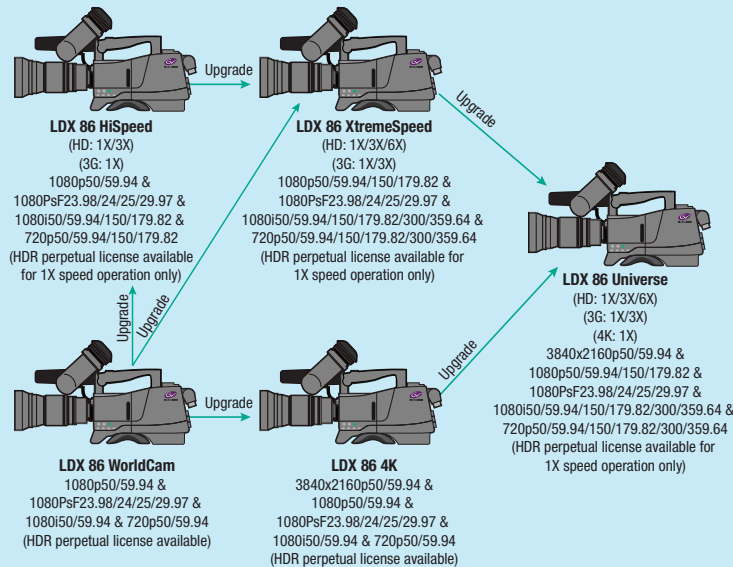 Upgrade
LDX 86 HiSpeed
(HD: 1X/3X)
(3G: 1X)
1080p50/59.94 &
1080PsF23.98/24/25/29.97 &
1080i50/59.94/150/179.82 &
720p50/59.94/150/179.82
(HDR perpetual license available
for 1X speed operation only)
LDX 86 XtremeSpeed
(HD: 1X/3X/6X)
(3G: 1X/3X)
1080p50/59.94/150/179.82 &
1080PsF23.98/24/25/29.97 &
1080i50/59.94/150/179.82/300/359.64 &
720p50/59.94/150/179.82/300/359.64
(HDR perpetual license available for
1X speed operation only)
Upgrade
LDX 86 Universe
(HD: 1X/3X/6X)
(3G: 1X/3X)
(4K: 1X)
3840x2160p50/59.94 &
1080p50/59.94/150/179.82 &
1080PsF23.98/24/25/29.97 &
1080i50/59.94/150/179.82/300/359.64 &
720p50/59.94/150/179.82/300/359.64
(HDR perpetual license available for
1X speed operation only)
Upgrade
Upgrade
Upgrade
Upgrade
LDX 86 WorldCam
1080p50/59.94 &
1080PsF23.98/24/25/29.97 &
1080i50/59.94 & 720p50/59.94
(HDR perpetual license available)
LDX 86 4K
3840x2160p50/59.94 &
1080p50/59.94 &
1080PsF23.98/24/25/29.97 &
1080i50/59.94 & 720p50/59.94
(HDR perpetual license available)